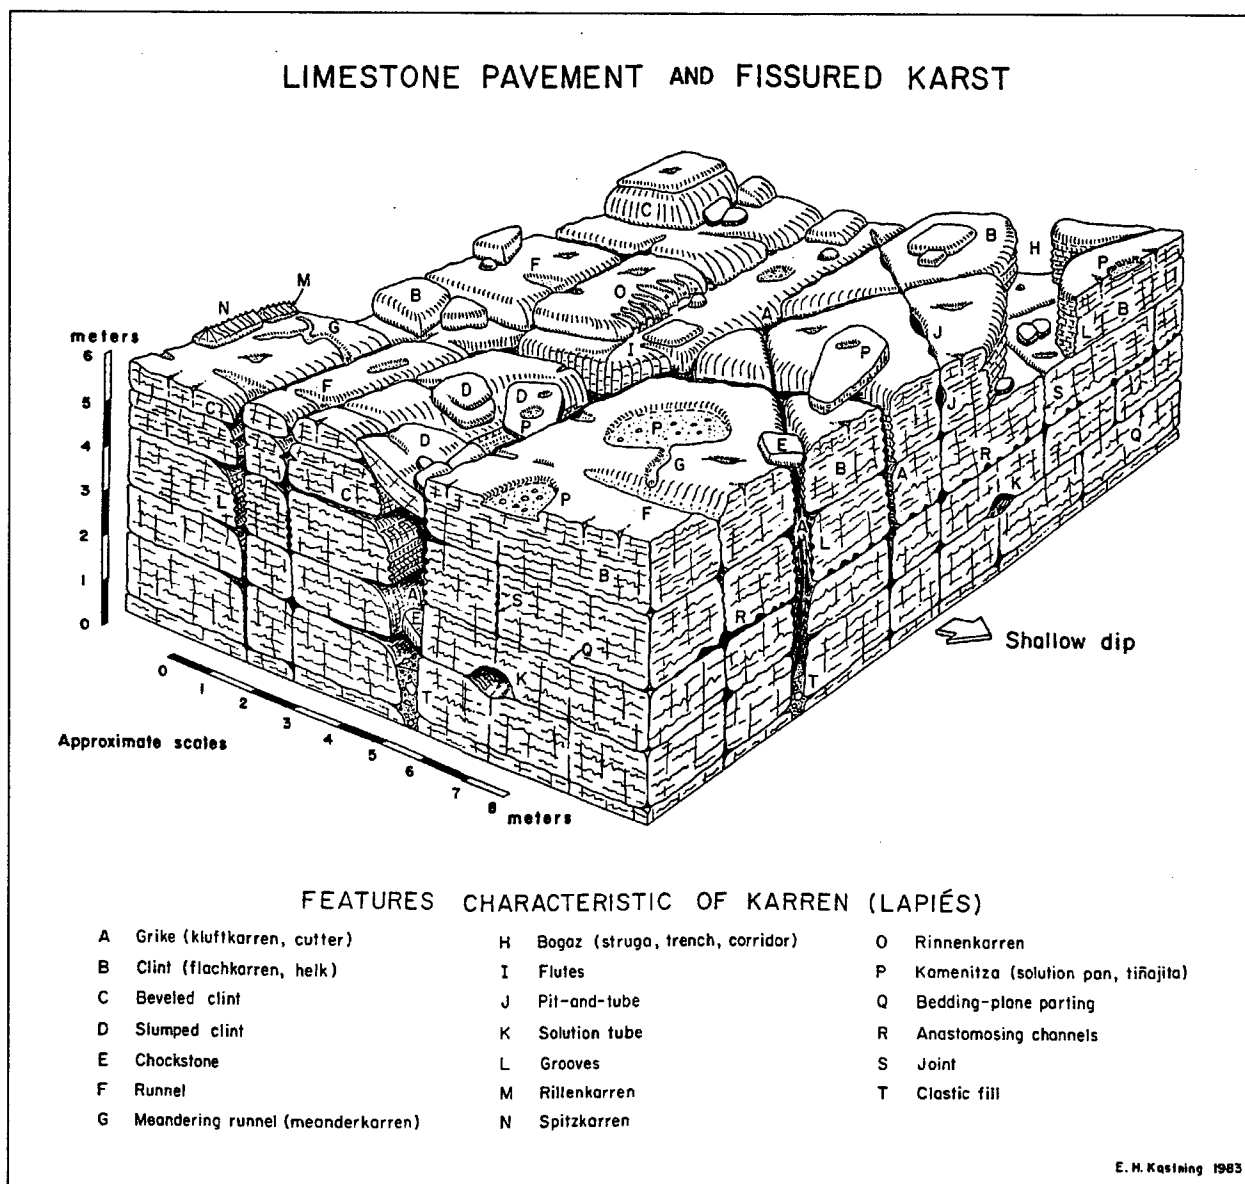 LIMESTONE PAVEMENT AND FISSURED KARST
C
B
H
M
F
P
N
B
O
B
G
A
L
meters
I
J
6
P
F
D
S
L
5
C
D
J
P
P
Q
D
E
R
4
G
B
A
K
C
P
3
L
F
A
L
2
B
A
S
1
E
R
Q
0
Shallow dip
K
T
T
0
1
2
3
4
5
6
7
8
meters
Approximate scales
FEATURES CHARACTERISTIC OF KARREN (LAPIÉS)
A Grike (kluftkarren, cutter)
B Clint (flachkarren, helk)
C Beveled clint
D Slumped clint
E Chockstone
F Runnel
G Meandering runnel (meanderkarren)
H Bogaz (struga, trench, corridor)
I Flutes
J Pit-and-tube
K Solution tube
L Grooves
M Rillenkarren
N Spitzkarren
O Rinnenkarren
P Kamenitza (solution pan, tiñajita)
Q Bedding-plane parting
R Anastomosing channels
S Joint
T Clastic fill
E. H. Kastning 1983